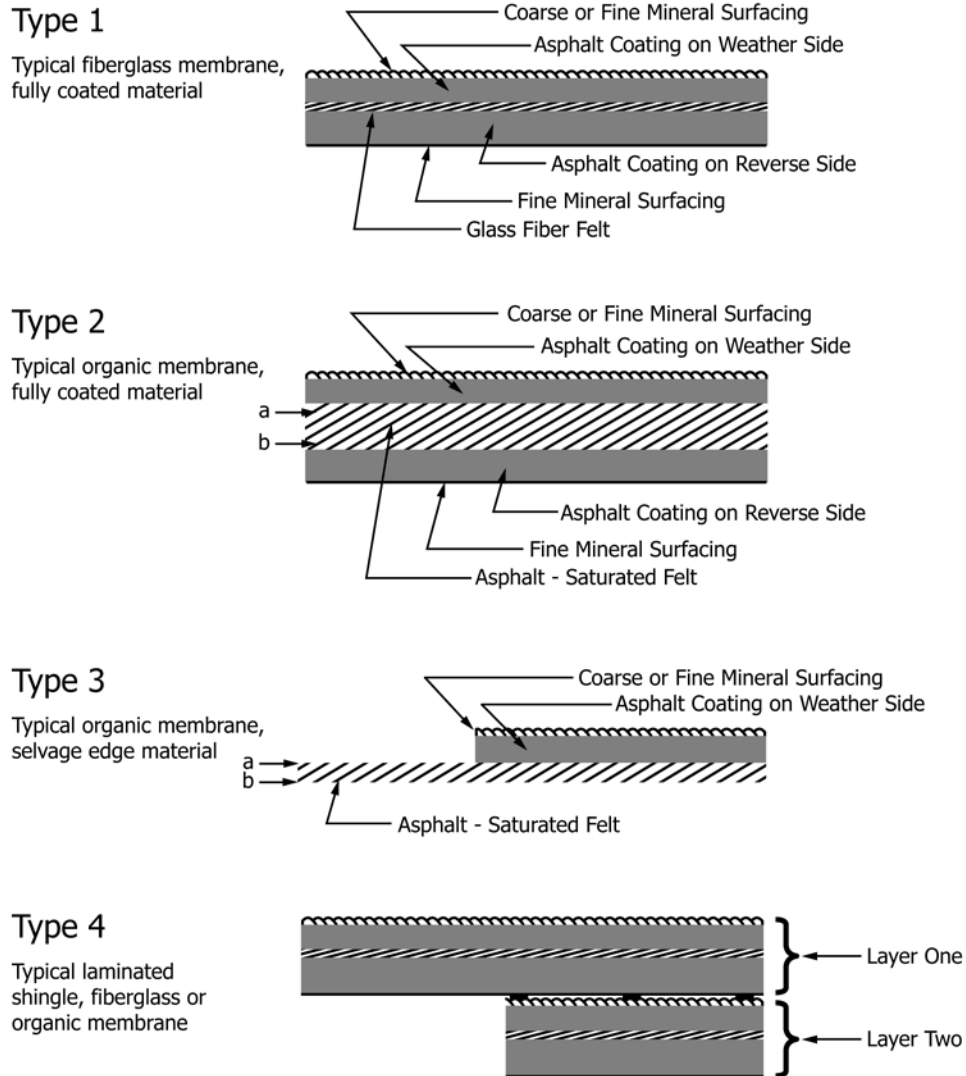 Type 1
Typical fiberglass membrane,
fully coated material
Coarse or Fine Mineral Surfacing
Asphalt Coating on Weather Side
Asphalt Coating on Reverse Side
Fine Mineral Surfacing
Glass Fiber Felt
Type 2
Typical organic membrane,
fully coated material
Coarse or Fine Mineral Surfacing
Asphalt Coating on Weather Side
a
b
Asphalt Coating on Reverse Side
Fine Mineral Surfacing
Asphalt - Saturated Felt
Type 3
Typical organic membrane,
selvage edge material
Coarse or Fine Mineral Surfacing
Asphalt Coating on Weather Side
a
b
Asphalt - Saturated Felt
Type 4
Typical laminated
shingle, fiberglass or
organic membrane
Layer One
Layer Two